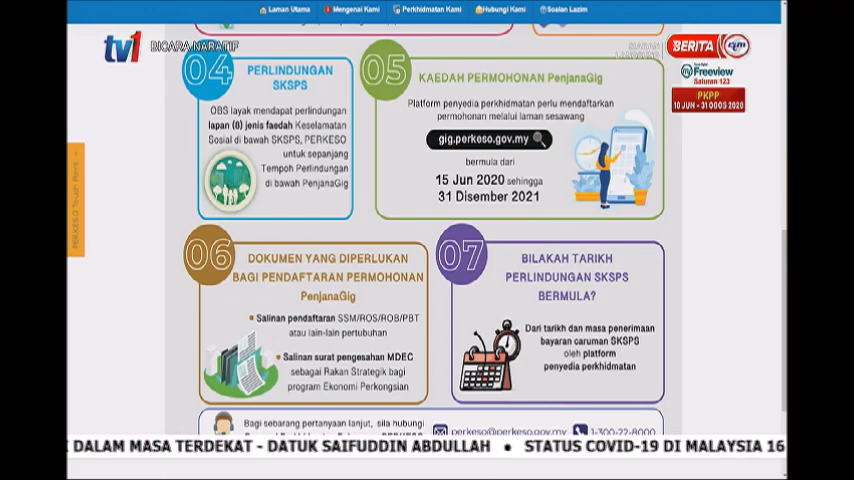 Laman Utama Mengenai Kami Perkhidmatan Kami Hubungi Kami Soalan Lazim
tv1 BICARA NARATIF
BERITA rtm
myFreeview
Saluran 123
PKPP
10 JUN - 31 OGOS 2020
04
PERLINDUNGAN
SKSPS
OBS layak mendapat perlindungan
lapan (8) jenis faedah Keselamatan
Sosial di bawah SKSPS, PERKESO
untuk sepanjang
Tempoh Perlindungan
di bawah PenjanaGig
05
KAEDAH PERMOHONAN PenjanaGig
Platform penyedia perkhidmatan perlu mendaftarkan
permohonan melalui laman sesawang
gig.perkeso.gov.my
bermula dari
15 Jun 2020 sehingga
31 Disember 2021
PERKESO Touch Point
06
DOKUMEN YANG DIPERLUKAN
BAGI PENDAFTARAN PERMOHONAN
PenjanaGig
Salinan pendaftaran SSM/ROS/ROB/PBT
atau lain-lain pertubuhan
Salinan surat pengesahan MDEC
sebagai Rakan Strategik bagi
program Ekonomi Perkongsian
07
BILAKAH TARIKH
PERLINDUNGAN SKSPS
BERMULA?
Dari tarikh dan masa penerimaan
bayaran caruman SKSPS
oleh platform
penyedia perkhidmatan
Bagi sebarang pertanyaan lanjut, sila hubungi
perkeso@perkeso.gov.my 1-300-22-8000
DALAM MASA TERDEKAT - DATUK SAIFUDDIN ABDULLAH • STATUS COVID-19 DI MALAYSIA 16